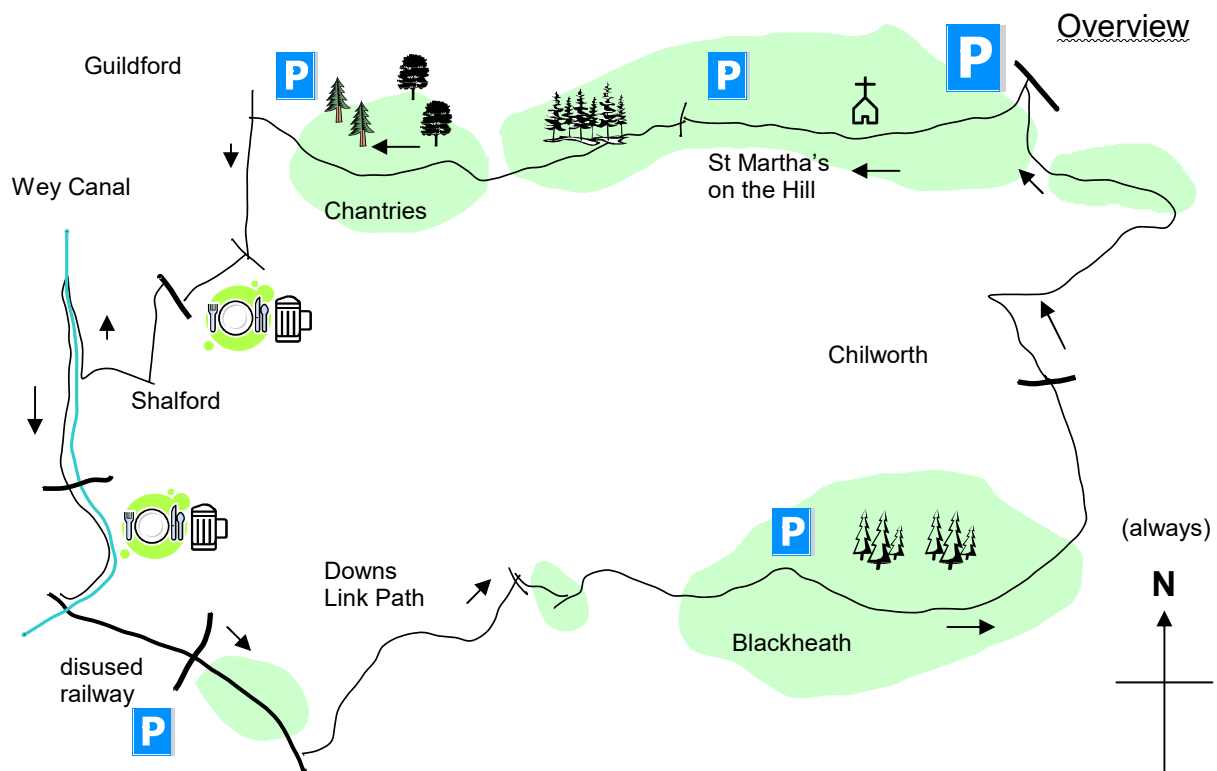 Overview
Guildford
P
P
P
Wey Canal
St Martha's
on the Hill
Chantries
Chilworth
Shalford
P
(always)
N
Downs
Link Path
Blackheath
disused
railway
P